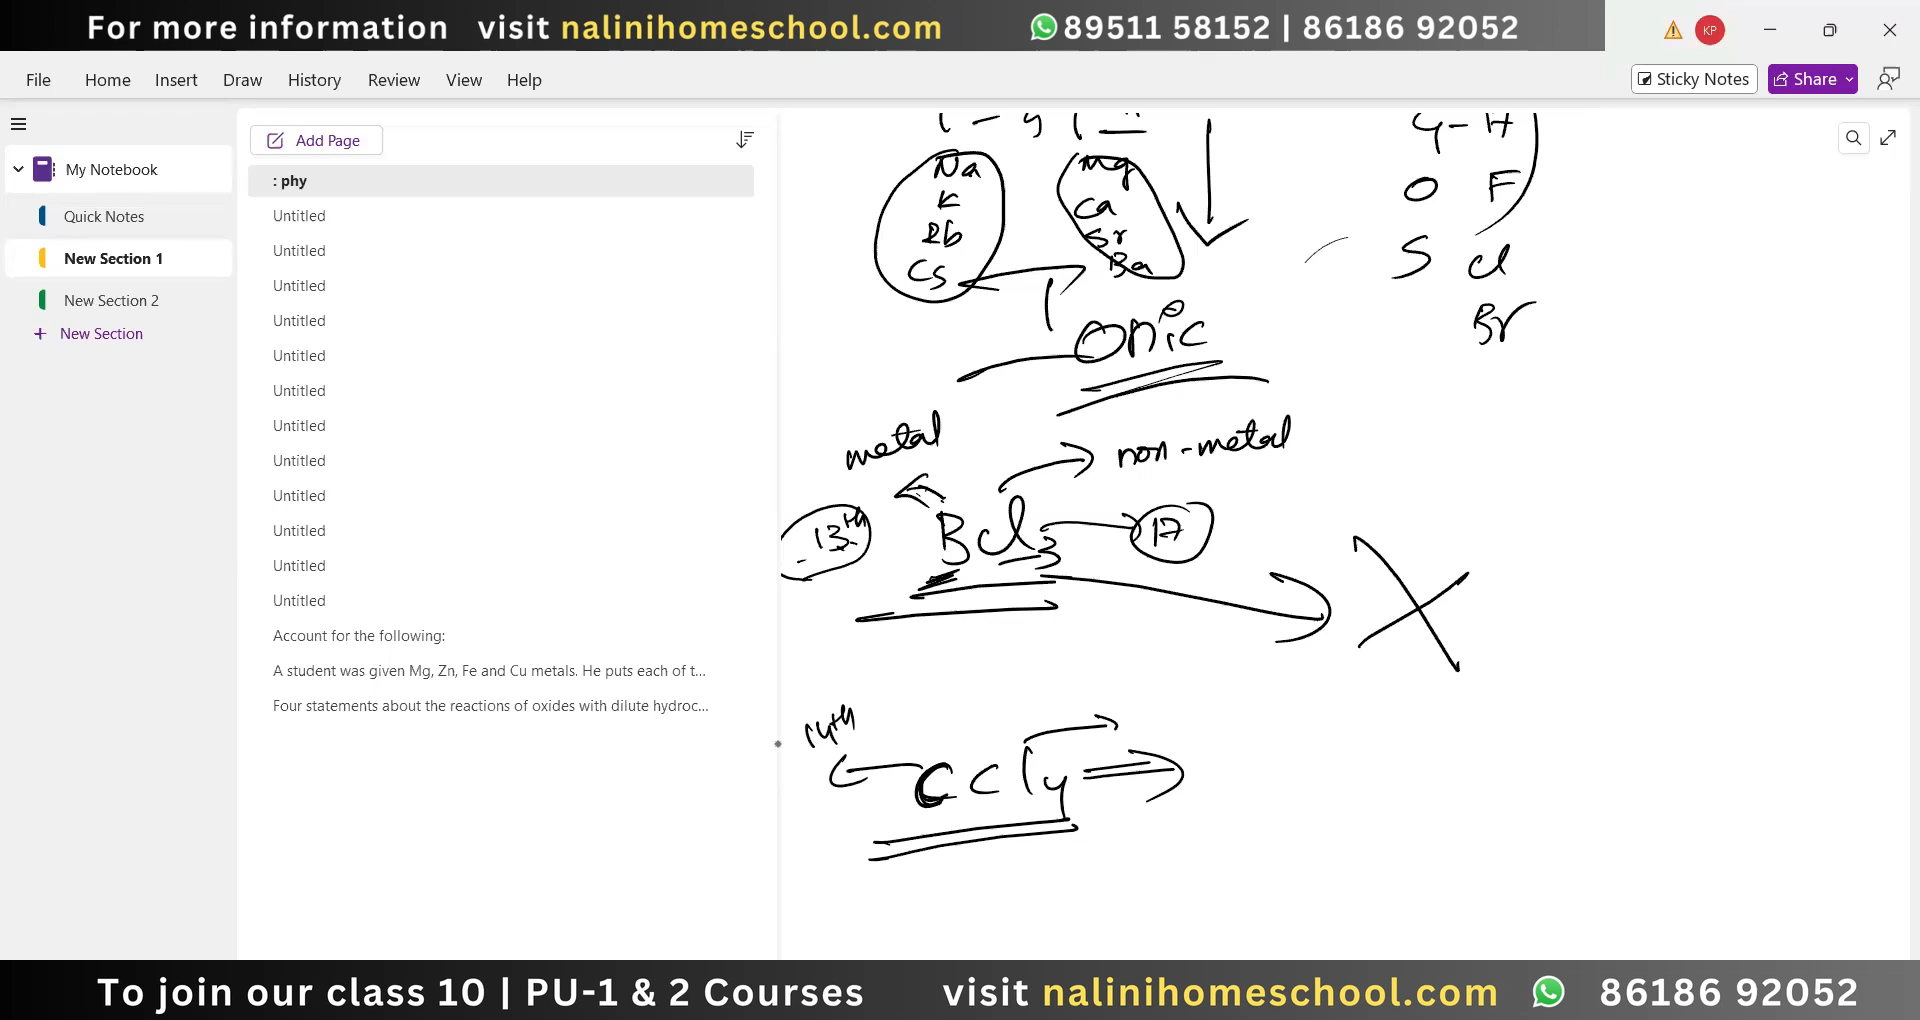 For more information visit nalinihomeschool.com 89511 58152 | 86186 92052
KP
File Home Insert Draw History Review View Help
Sticky Notes Share
My Notebook
Quick Notes
New Section 1
New Section 2
+ New Section
Add Page
: phy
Untitled
Untitled
Untitled
Untitled
Untitled
Untitled
Untitled
Untitled
Untitled
Untitled
Untitled
Untitled
Account for the following:
A student was given Mg, Zn, Fe and Cu metals. He puts each of t...
Four statements about the reactions of oxides with dilute hydroc...
Na Mg
K Ca
Rb Sr
Cs Ba
O F
S Cl
Br
Ionic
metal non-metal
13th BCl3 17
14th
CCl4
To join our class 10 | PU-1 & 2 Courses visit nalinihomeschool.com 86186 92052